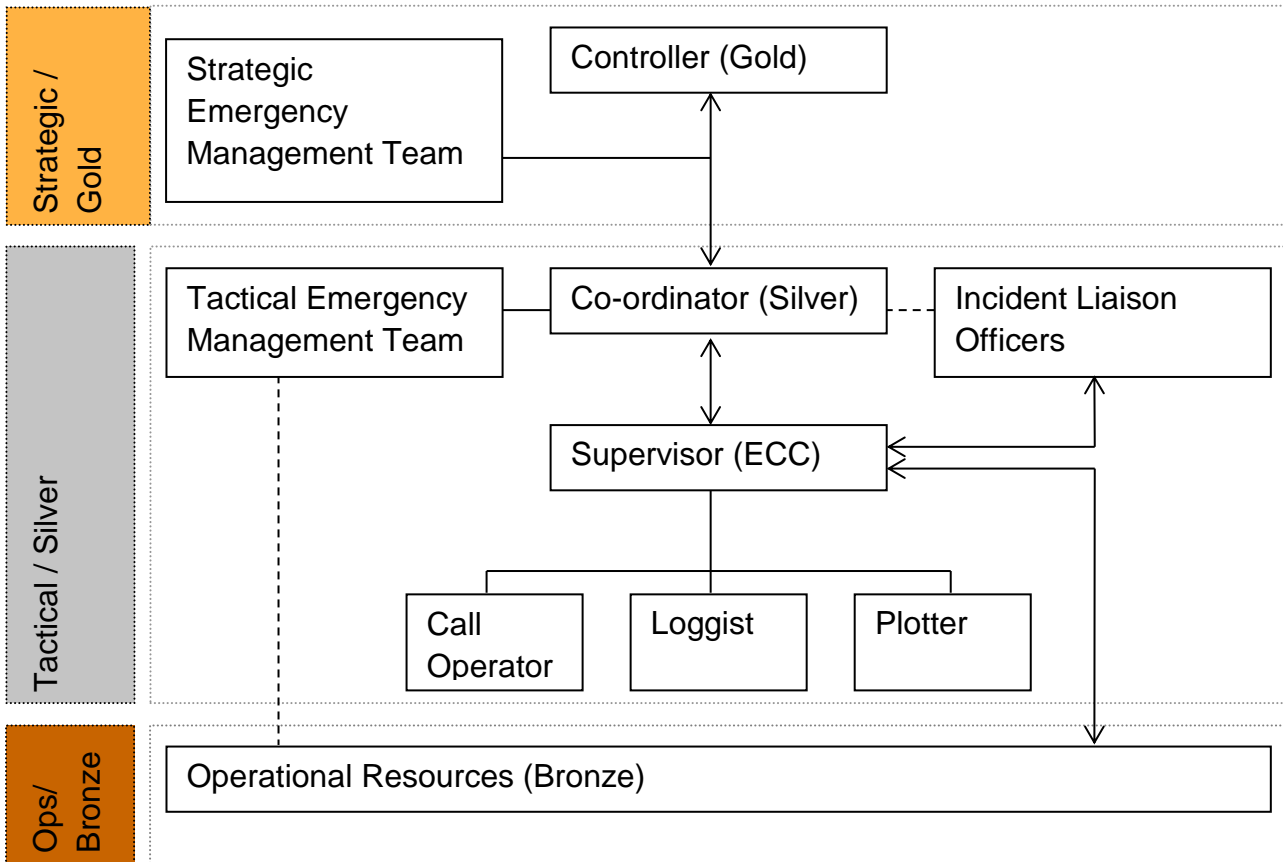 Strategic /
Gold
Strategic
Emergency
Management Team
Controller (Gold)
Tactical / Silver
Tactical Emergency
Management Team
Co-ordinator (Silver)
Incident Liaison
Officers
Supervisor (ECC)
Call
Operator
Loggist
Plotter
Ops/
Bronze
Operational Resources (Bronze)